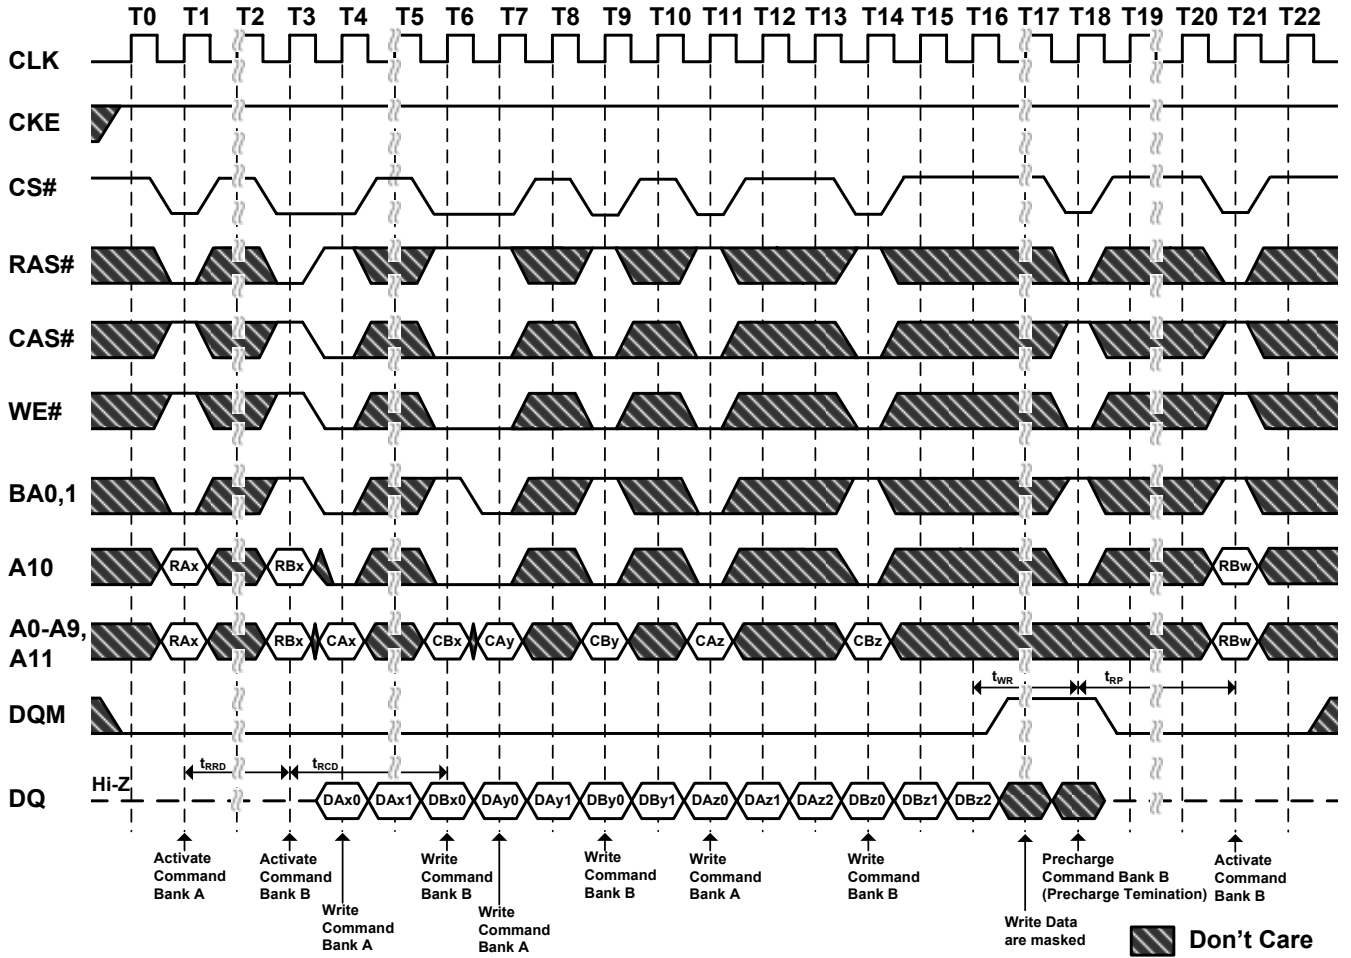 T0 T1 T2 T3 T4 T5 T6 T7 T8 T9 T10 T11 T12 T13 T14 T15 T16 T17 T18 T19 T20 T21 T22
CLK
CKE
CS#
RAS#
CAS#
WE#
BA0,1
A10 RAx RBx RBw
A0-A9,
A11
RAx RBx CAx CBx CAy CBy CAz CBz RBw
tWR tRP
DQM
tRRD tRCD
Hi-Z
DQ DAx0 DAx1 DBx0 DAy0 DAy1 DBy0 DBy1 DAz0 DAz1 DAz2 DBz0 DBz1 DBz2
Activate
Command
Bank A
Activate
Command
Bank B
Write
Command
Bank A
Write
Command
Bank B
Write
Command
Bank A
Write
Command
Bank B
Write
Command
Bank A
Write
Command
Bank B
Write Data
are masked
Precharge
Command Bank B
(Precharge Temination)
Activate
Command
Bank B
Don't Care